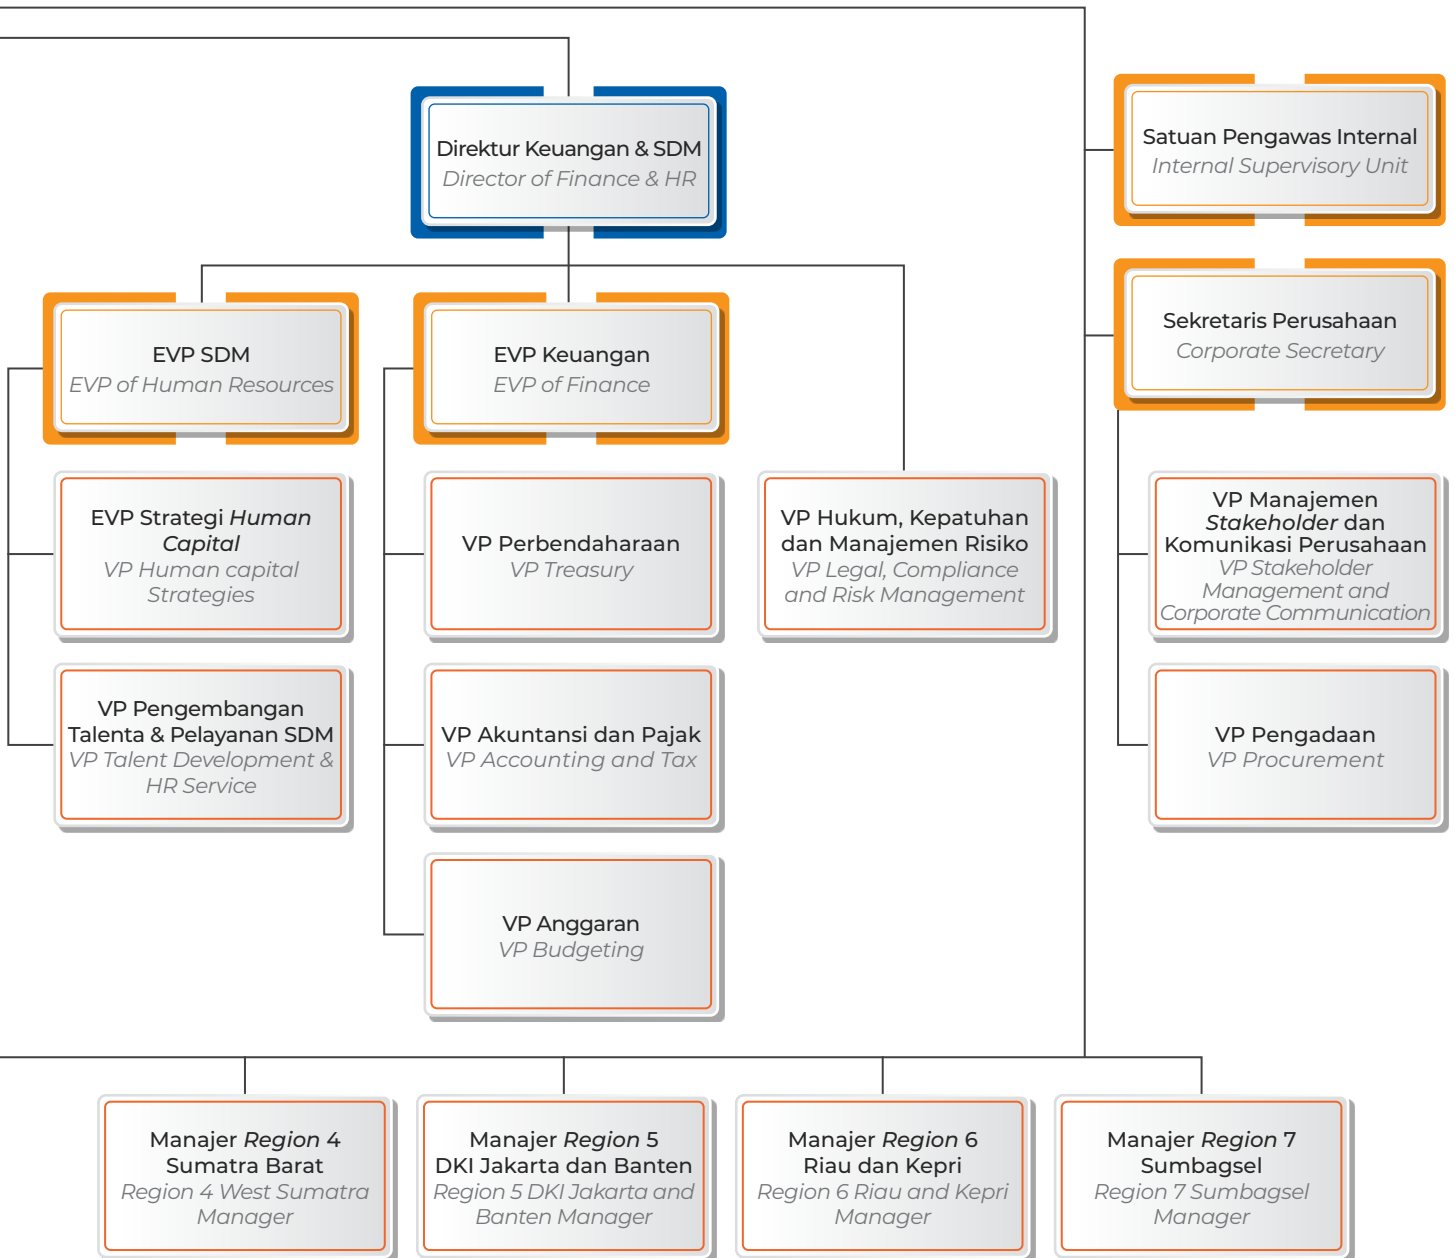 Direktur Keuangan & SDM
Director of Finance & HR
Satuan Pengawas Internal
Internal Supervisory Unit
Sekretaris Perusahaan
Corporate Secretary
EVP SDM
EVP of Human Resources
EVP Keuangan
EVP of Finance
EVP Strategi Human
Capital
VP Human capital
Strategies
VP Perbendaharaan
VP Treasury
VP Hukum, Kepatuhan
dan Manajemen Risiko
VP Legal, Compliance
and Risk Management
VP Manajemen
Stakeholder dan
Komunikasi Perusahaan
VP Stakeholder
Management and
Corporate Communication
VP Pengembangan
Talenta & Pelayanan SDM
VP Talent Development &
HR Service
VP Akuntansi dan Pajak
VP Accounting and Tax
VP Pengadaan
VP Procurement
VP Anggaran
VP Budgeting
Manajer Region 4
Sumatra Barat
Region 4 West Sumatra
Manager
Manajer Region 5
DKI Jakarta dan Banten
Region 5 DKI Jakarta and
Banten Manager
Manajer Region 6
Riau dan Kepri
Region 6 Riau and Kepri
Manager
Manajer Region 7
Sumbagsel
Region 7 Sumbagsel
Manager